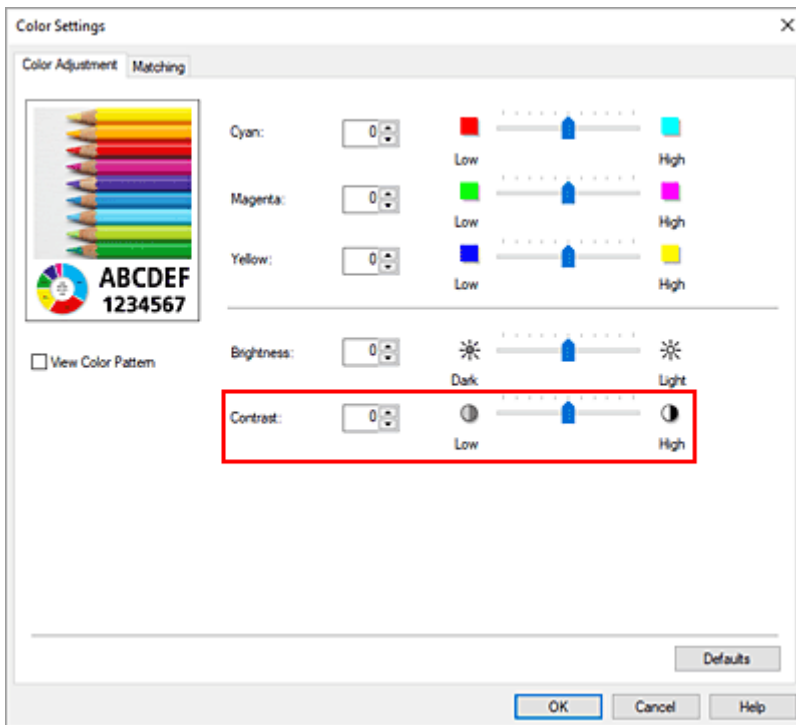 Color Settings
Color Adjustment Matching
Cyan: 0
Low High
Magenta: 0
Low High
Yellow: 0
Low High
ABCDEF
1234567
View Color Pattern
Brightness: 0
Dark Light
Contrast: 0
Low High
Defaults
OK Cancel Help